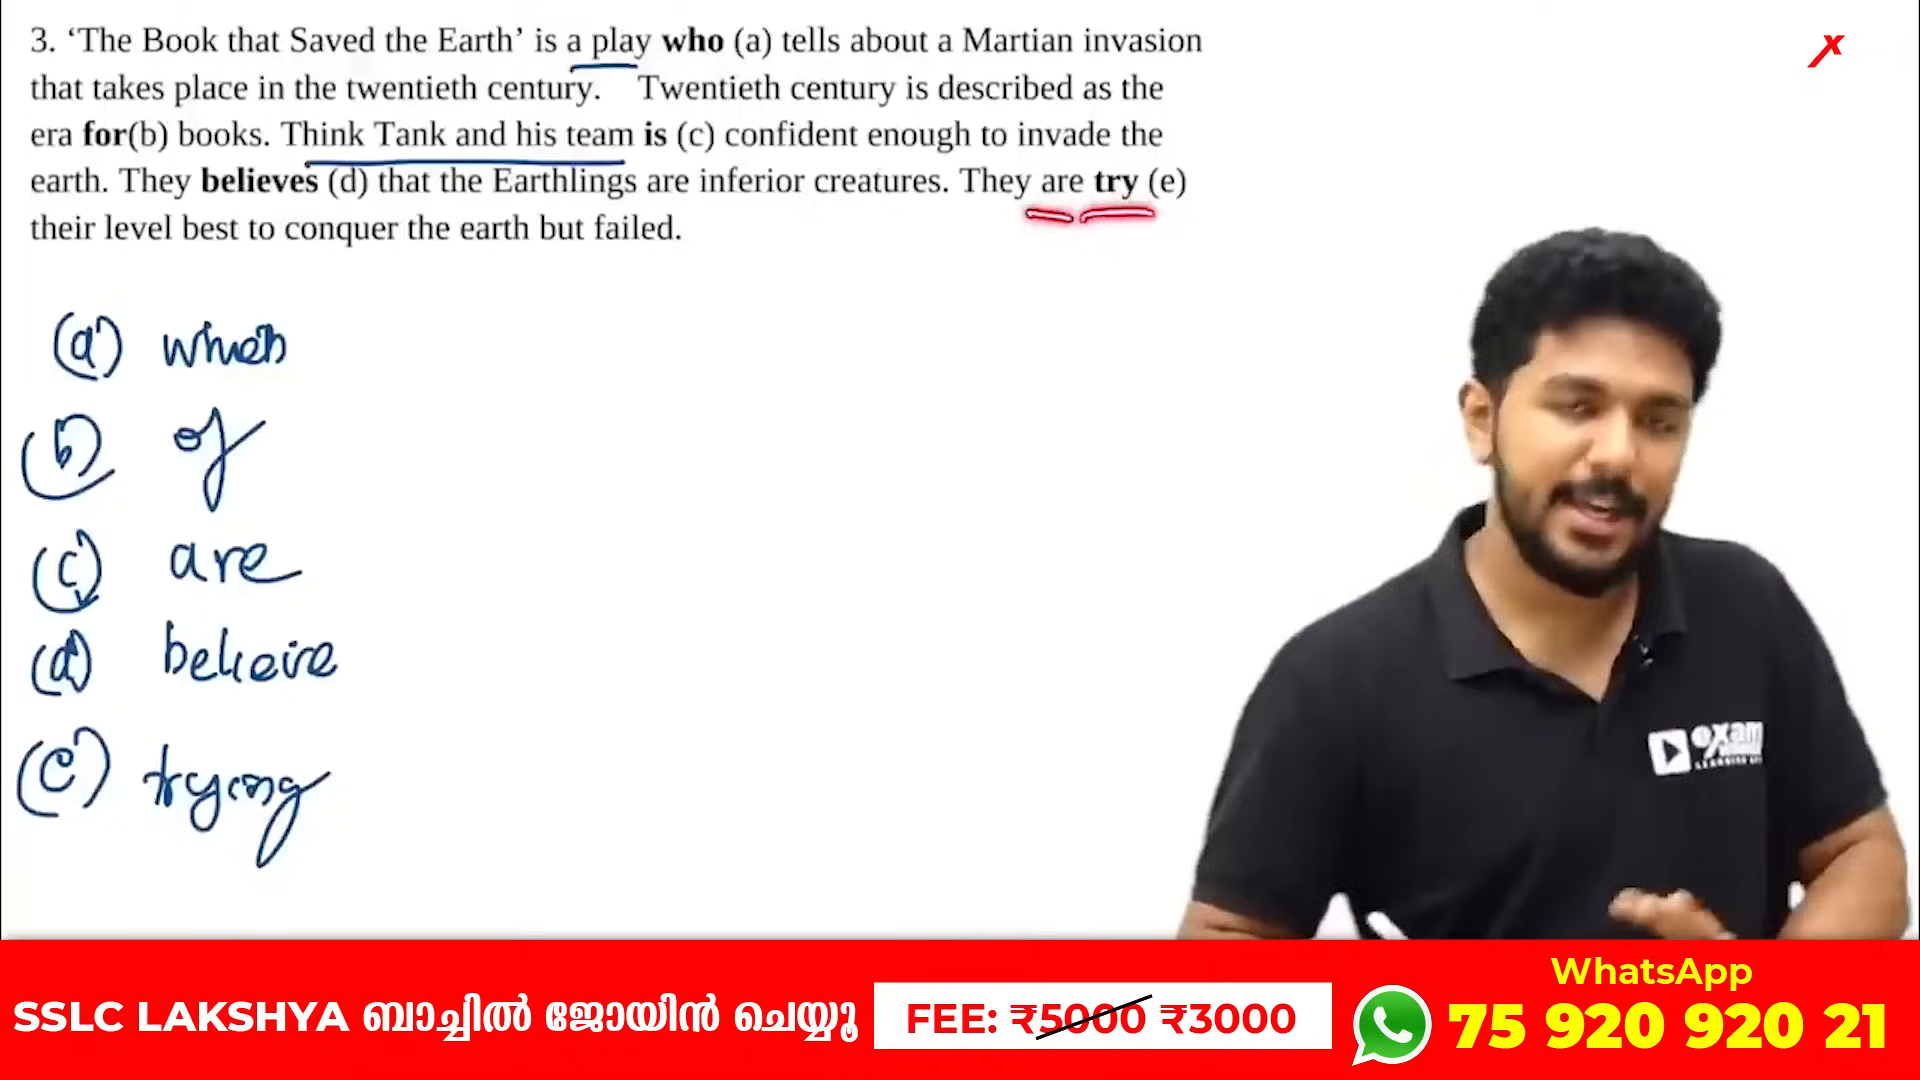 3. ‘The Book that Saved the Earth’ is a play who (a) tells about a Martian invasion
that takes place in the twentieth century. Twentieth century is described as the
era for(b) books. Think Tank and his team is (c) confident enough to invade the
earth. They believes (d) that the Earthlings are inferior creatures. They are try (e)
their level best to conquer the earth but failed.
x
(a) which
(b) of
(c) are
(d) believe
(e) trying
exam
winner
LEARNING APP
SSLC LAKSHYA ബാച്ചിൽ ജോയിൻ ചെയ്യൂ
FEE: ₹5000 ₹3000
WhatsApp
75 920 920 21